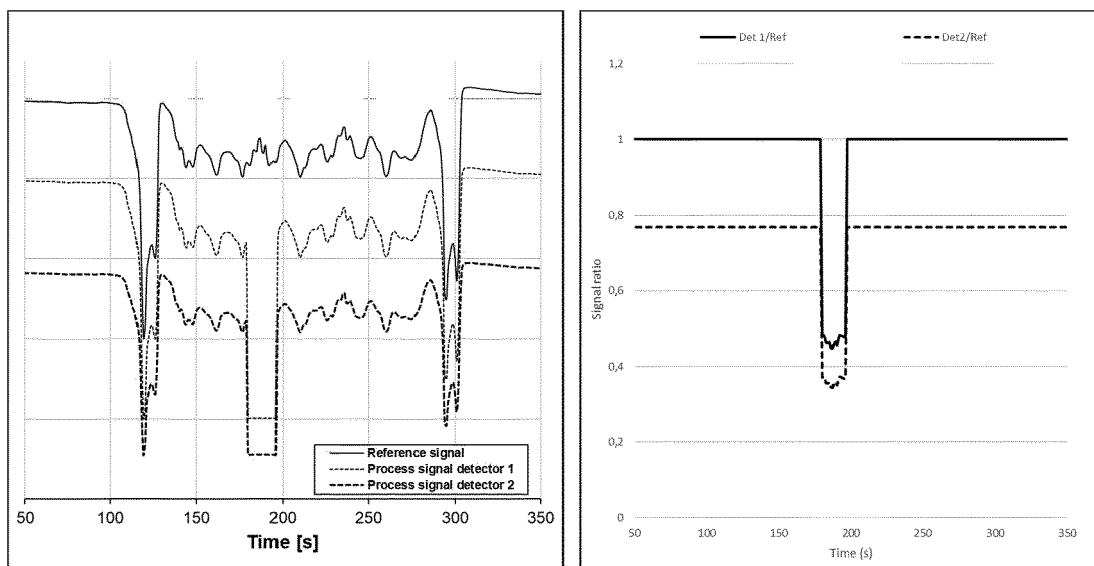 Reference signal
Process signal detector 1
Process signal detector 2
50 100 150 200 250 300 350
Time [s]
Det 1/Ref Det2/Ref
1,2
1
0,8
0,6
0,4
0,2
0
Signal ratio
50 100 150 200 250 300 350
Time (s)